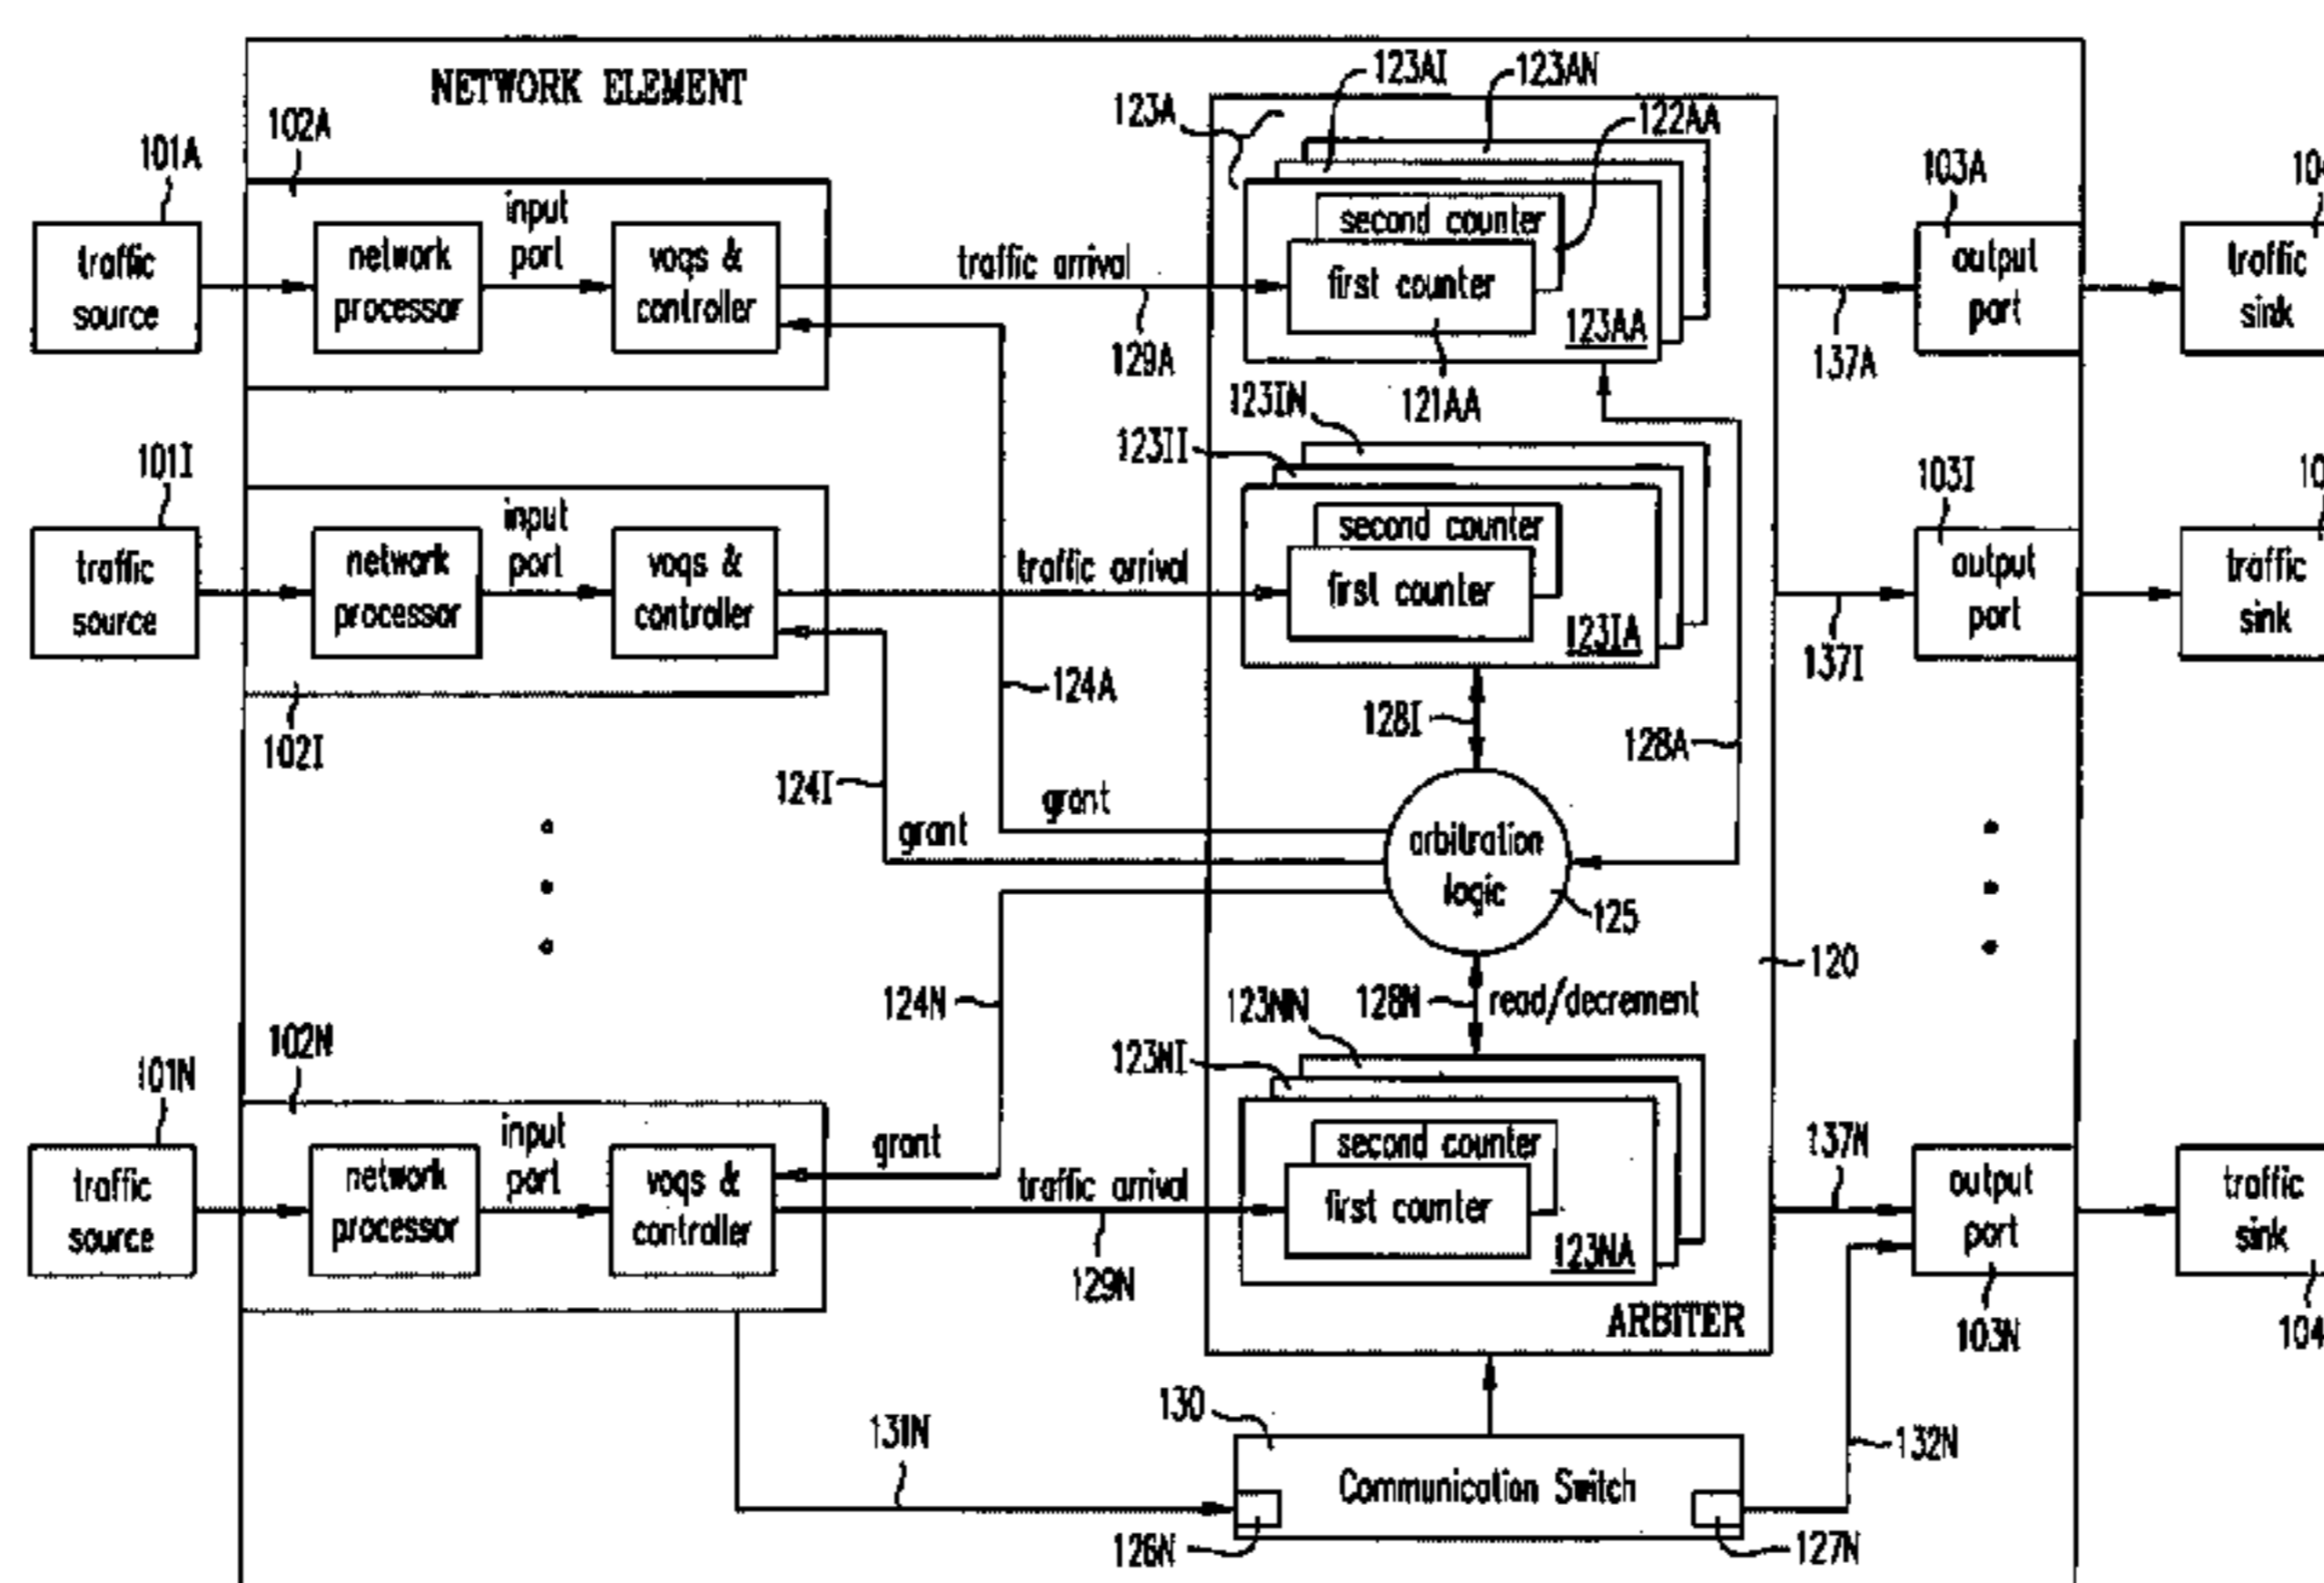 NETWORK ELEMENT
123AI
123AN
123A
122AA
102A
101A
103A
input
port
second counter
traffic
source
network
processor
voqs &
controller
traffic arrival
first counter
123AA
output
port
traffic
sink
129A
137A
121AA
123IN
123II
101I
103I
input
port
second counter
traffic
source
network
processor
voqs &
controller
traffic arrival
first counter
123IA
output
port
traffic
sink
137I
124A
128I
128A
102I
124I
grant
grant
arbitration
logic
125
120
124N
128N
read/decrement
123NN
102N
123NI
101N
137N
input
port
grant
second counter
traffic
source
network
processor
voqs &
controller
traffic arrival
first counter
123NA
output
port
traffic
sink
129N
ARBITER
103N
104
130
131N
132N
Communication Switch
126N
127N